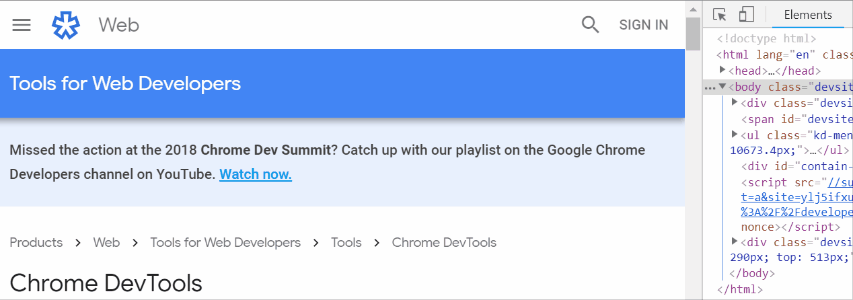 Web
SIGN IN
Tools for Web Developers
Missed the action at the 2018 Chrome Dev Summit? Catch up with our playlist on the Google Chrome
Developers channel on YouTube. Watch now.
Products > Web > Tools for Web Developers > Tools > Chrome DevTools
Chrome DevTools
Elements
<!doctype html>
<html lang="en" class
<head>…</head>
<body class="devsit
<div class="devsi
<span id="devsite
<ul class="kd-men
10673.4px;">…</ul>
<div id="contain-
<script src="//su
t=a&site=ylj5ifxu
%3A%2F%2Fdevelope
nonce></script>
<div class="devsi
290px; top: 513px;"
</body>
</html>